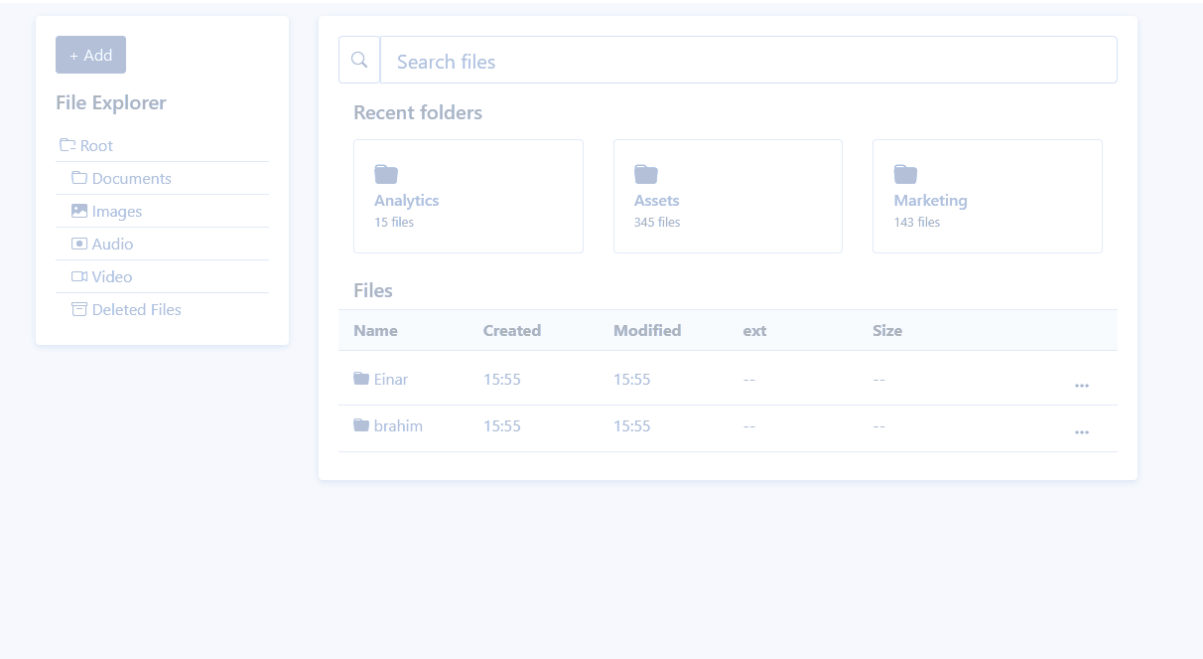 + Add
File Explorer
Root
Documents
Images
Audio
Video
Deleted Files
Search files
Recent folders
Analytics
15 files
Assets
345 files
Marketing
143 files
Files
Name Created Modified ext Size
Einar 15:55 15:55 -- -- ...
brahim 15:55 15:55 -- -- ...